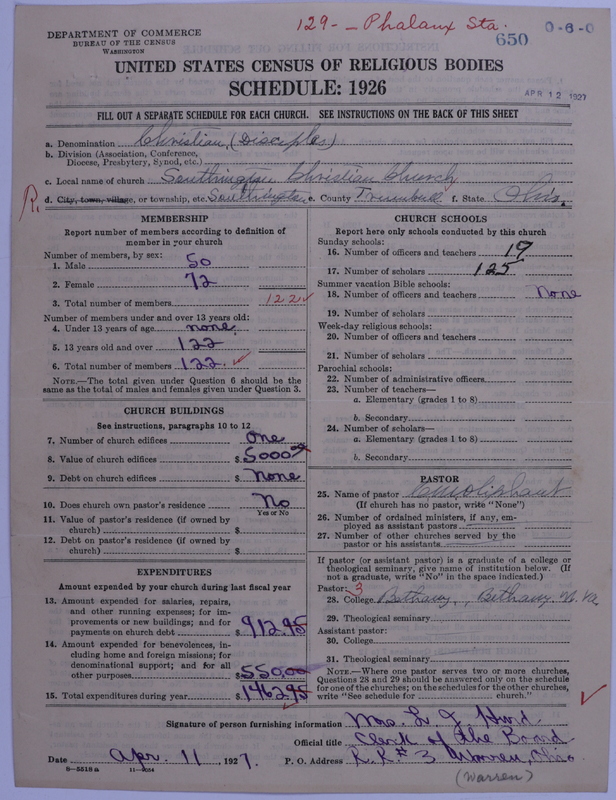 129- - Phalanx Sta.
DEPARTMENT OF COMMERCE
BUREAU OF THE CENSUS
WASHINGTON
650
0-6-0
UNITED STATES CENSUS OF RELIGIOUS BODIES
SCHEDULE: 1926
APR 12 1927
FILL OUT A SEPARATE SCHEDULE FOR EACH CHURCH. SEE INSTRUCTIONS ON THE BACK OF THIS SHEET
a. Denomination Christian (Disciples)
b. Division (Association, Conference, Diocese, Presbytery, Synod, etc.)
c. Local name of church Southington Christian Church
R. d. City, town, village, or township, etc. Southington e. County Trumbull f. State Ohio.
MEMBERSHIP
Report number of members according to definition of member in your church
Number of members, by sex:
1. Male 50
2. Female 72
3. Total number of members 122
Number of members under and over 13 years old:
4. Under 13 years of age none
5. 13 years old and over 122
6. Total number of members 122
NOTE.—The total given under Question 6 should be the same as the total of males and females given under Question 3.
CHURCH BUILDINGS
See instructions, paragraphs 10 to 12
7. Number of church edifices one
8. Value of church edifices $ 5000
9. Debt on church edifices $ None
10. Does church own pastor's residence No
Yes or No
11. Value of pastor's residence (if owned by church) $
12. Debt on pastor's residence (if owned by church) $
EXPENDITURES
Amount expended by your church during last fiscal year
13. Amount expended for salaries, repairs, and other running expenses; for improvements or new buildings; and for payments on church debt $ 912.95
14. Amount expended for benevolences, including home and foreign missions; for denominational support; and for all other purposes $ 550.00
15. Total expenditures during year $ 1462.95
CHURCH SCHOOLS
Report here only schools conducted by this church
Sunday schools:
16. Number of officers and teachers 19
17. Number of scholars 125
Summer vacation Bible schools:
18. Number of officers and teachers None
19. Number of scholars
Week-day religious schools:
20. Number of officers and teachers
21. Number of scholars
Parochial schools:
22. Number of administrative officers
23. Number of teachers—
a. Elementary (grades 1 to 8)
b. Secondary
24. Number of scholars—
a. Elementary (grades 1 to 8)
b. Secondary
PASTOR
25. Name of pastor CM Oliphant
(If church has no pastor, write "None")
26. Number of ordained ministers, if any, employed as assistant pastors
27. Number of other churches served by the pastor or his assistants
If pastor (or assistant pastor) is a graduate of a college or theological seminary, give name of institution below. (If not a graduate, write "No" in the space indicated.)
Pastor: 3
28. College Bethany, Bethany. W. Va
29. Theological seminary
Assistant pastor:
30. College
31. Theological seminary
NOTE.—Where one pastor serves two or more churches, Questions 28 and 29 should be answered only on the schedule for one of the churches; on the schedules for the other churches, write "See schedule for church."
Signature of person furnishing information Mrs. L. J. Hurd
Official title Clerk of the Board
Date Apr. 11, 1927. P. O. Address R.R.# 3 Warren, Ohio
8-5518a 11-9054
(Warren)